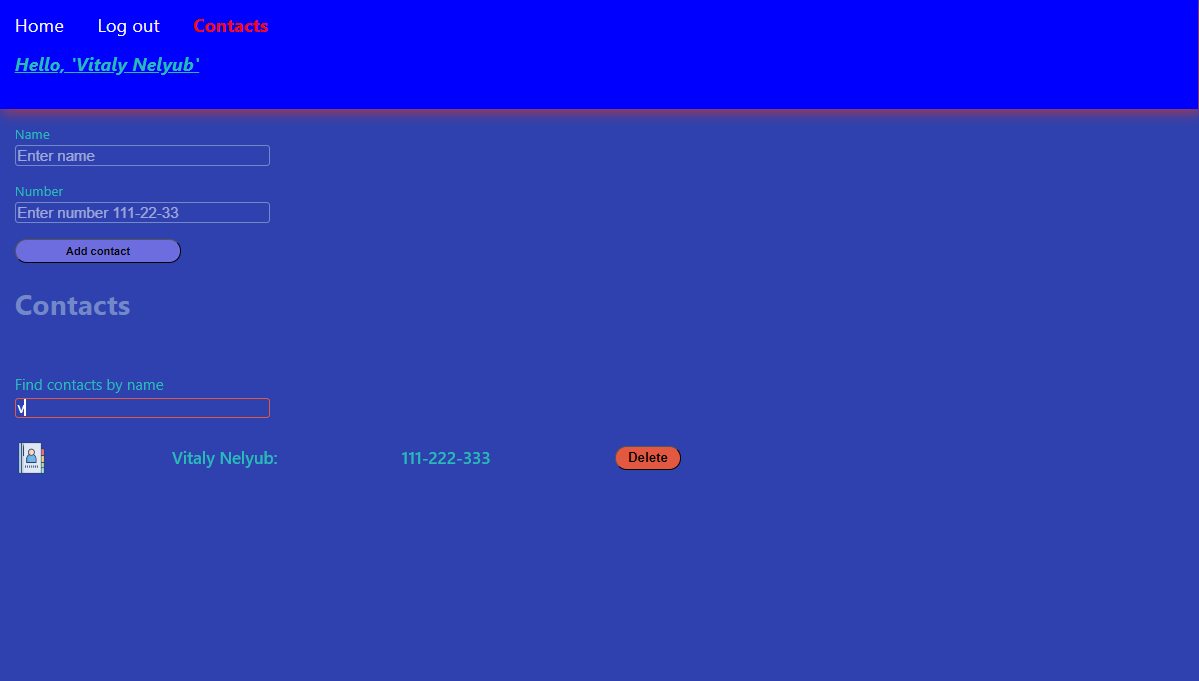 Home Log out Contacts
Hello, 'Vitaly Nelyub'
Name
Enter name
Number
Enter number 111-22-33
Add contact
Contacts
Find contacts by name
v
Vitaly Nelyub: 111-222-333 Delete